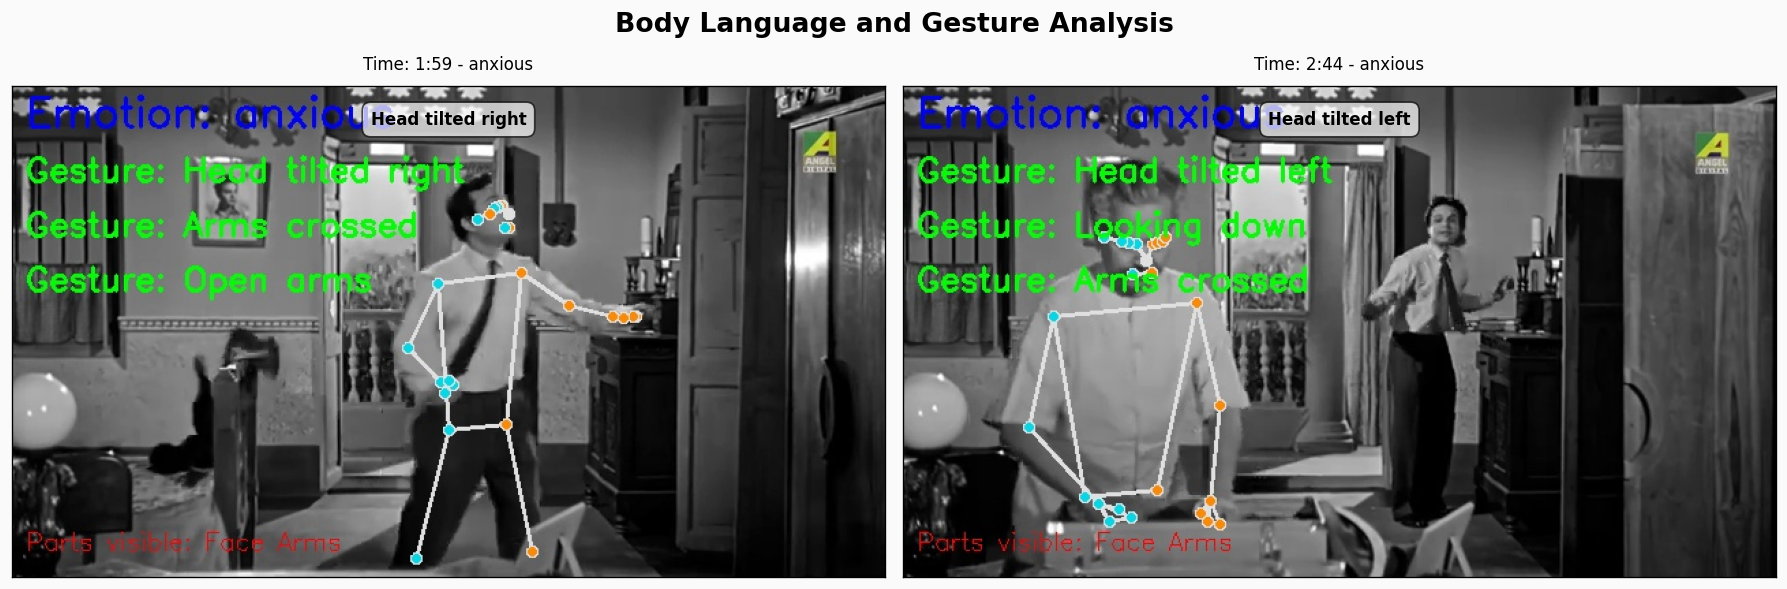 Body Language and Gesture Analysis
Time: 1:59 - anxious
Emotion: anxiou
Head tilted right
Gesture: Head tilted right
Gesture: Arms crossed
Gesture: Open arms
Parts visible: Face Arms
A
ANGEL
DIGITAL
Time: 2:44 - anxious
Emotion: anxiou
Head tilted left
Gesture: Head tilted left
Gesture: Looking down
Gesture: Arms crossed
Parts visible: Face Arms
A
ANGEL
DIGITAL